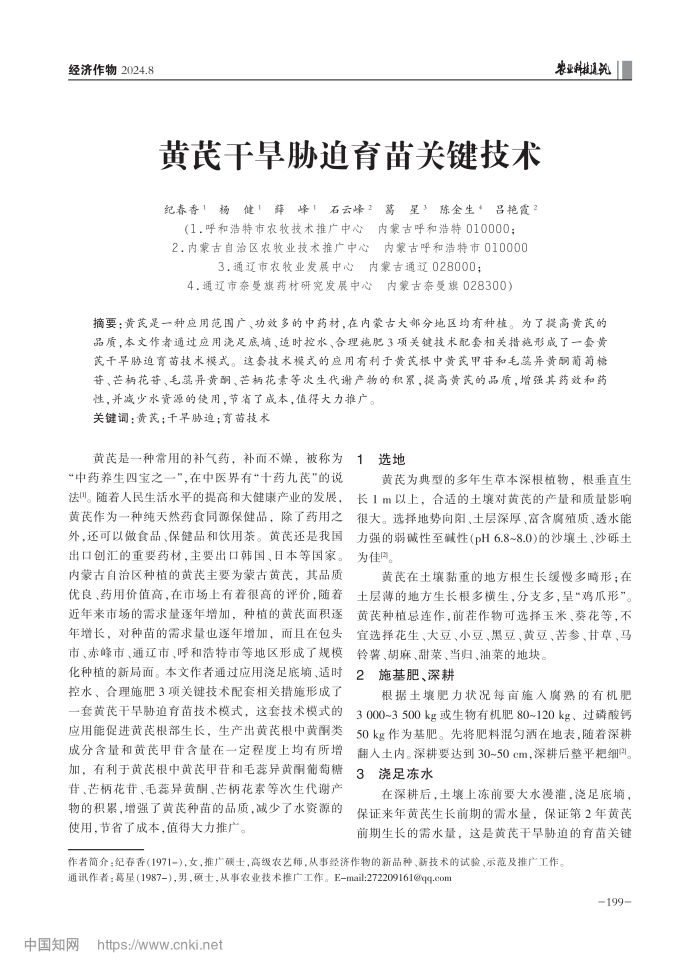 经济作物 2024.8
农业科技通讯
黄芪干旱胁迫育苗关键技术
纪春香¹ 杨 健¹ 薛 峰¹ 石云峰² 葛 星³ 陈金生⁴ 吕艳霞²
(1.呼和浩特市农牧技术推广中心 内蒙古呼和浩特 010000;
2.内蒙古自治区农牧业技术推广中心 内蒙古呼和浩特市 010000
3.通辽市农牧业发展中心 内蒙古通辽 028000;
4.通辽市奈曼旗药材研究发展中心 内蒙古奈曼旗 028300)
摘要:黄芪是一种应用范围广、功效多的中药材,在内蒙古大部分地区均有种植。为了提高黄芪的
品质,本文作者通过应用浇足底墒、适时控水、合理施肥 3 项关键技术配套相关措施形成了一套黄
芪干旱胁迫育苗技术模式。这套技术模式的应用有利于黄芪根中黄芪甲苷和毛蕊异黄酮葡萄糖
苷、芒柄花苷、毛蕊异黄酮、芒柄花素等次生代谢产物的积累,提高黄芪的品质,增强其药效和药
性,并减少水资源的使用,节省了成本,值得大力推广。
关键词:黄芪;干旱胁迫;育苗技术
黄芪是一种常用的补气药，补而不燥，被称为
“中药养生四宝之一”,在中医界有“十药九芪”的说
法[1]。随着人民生活水平的提高和大健康产业的发展,
黄芪作为一种纯天然药食同源保健品，除了药用之
外,还可以做食品、保健品和饮用茶。黄芪还是我国
出口创汇的重要药材,主要出口韩国、日本等国家。
内蒙古自治区种植的黄芪主要为蒙古黄芪，其品质
优良、药用价值高,在市场上有着很高的评价,随着
近年来市场的需求量逐年增加，种植的黄芪面积逐
年增长，对种苗的需求量也逐年增加，而且在包头
市、赤峰市、通辽市、呼和浩特市等地区形成了规模
化种植的新局面。本文作者通过应用浇足底墒、适时
控水、合理施肥 3 项关键技术配套相关措施形成了
一套黄芪干旱胁迫育苗技术模式，这套技术模式的
应用能促进黄芪根部生长，生产出黄芪根中黄酮类
成分含量和黄芪甲苷含量在一定程度上均有所增
加，有利于黄芪根中黄芪甲苷和毛蕊异黄酮葡萄糖
苷、芒柄花苷、毛蕊异黄酮、芒柄花素等次生代谢产
物的积累,增强了黄芪种苗的品质,减少了水资源的
使用,节省了成本,值得大力推广。
1 选地
黄芪为典型的多年生草本深根植物，根垂直生
长 1 m 以上，合适的土壤对黄芪的产量和质量影响
很大。选择地势向阳、土层深厚、富含腐殖质、透水能
力强的弱碱性至碱性(pH 6.8~8.0)的沙壤土、沙砾土
为佳[2]。
黄芪在土壤黏重的地方根生长缓慢多畸形;在
土层薄的地方生长根多横生,分支多,呈“鸡爪形”。
黄芪种植忌连作,前茬作物可选择玉米、葵花等,不
宜选择花生、大豆、小豆、黑豆、黄豆、苦参、甘草、马
铃薯、胡麻、甜菜、当归、油菜的地块。
2 施基肥、深耕
根据土壤肥力状况每亩施入腐熟的有机肥
3 000~3 500 kg 或生物有机肥 80~120 kg、过磷酸钙
50 kg 作为基肥。先将肥料混匀洒在地表,随着深耕
翻入土内。深耕要达到 30~50 cm,深耕后整平耙细[2]。
3 浇足冻水
在深耕后,土壤上冻前要大水漫灌,浇足底墒,
保证来年黄芪生长前期的需水量，保证第 2 年黄芪
前期生长的需水量，这是黄芪干旱胁迫的育苗关键
作者简介:纪春香(1971-),女,推广硕士,高级农艺师,从事经济作物的新品种、新技术的试验、示范及推广工作。
通讯作者:葛星(1987-),男,硕士,从事农业技术推广工作。E-mail:272209161@qq.com
-199-
中国知网 https://www.cnki.net